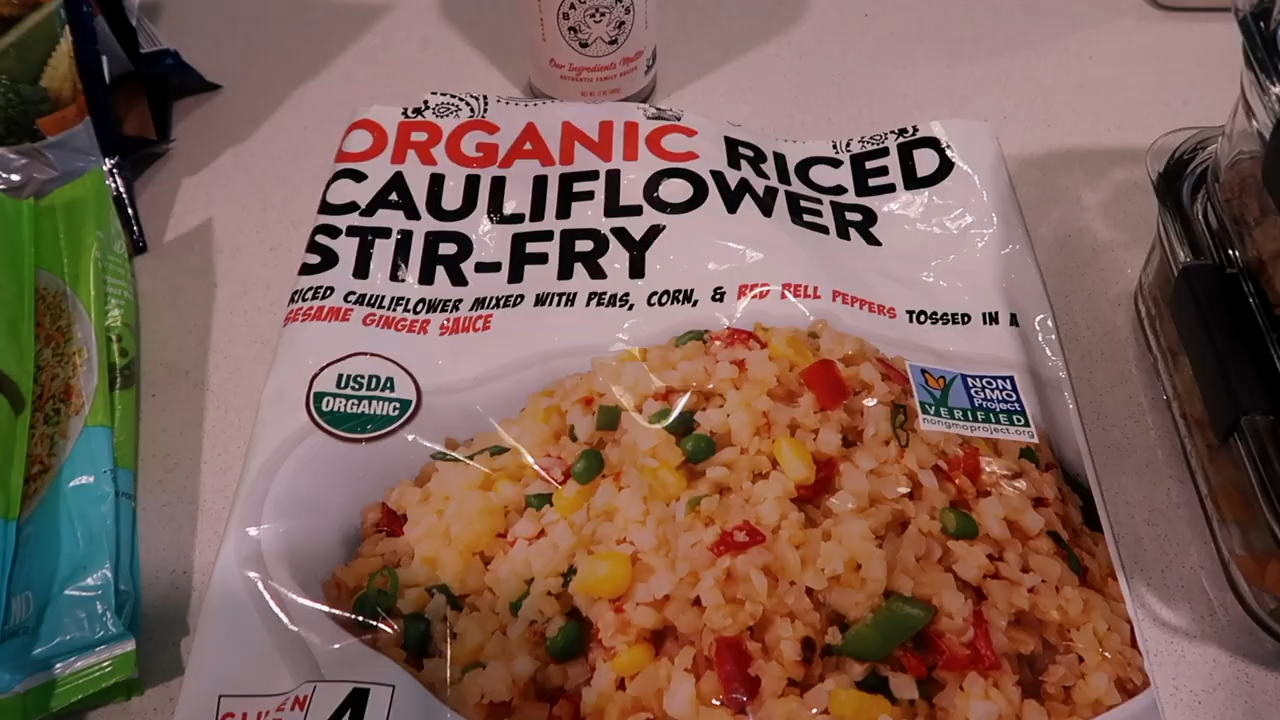 Our Ingredients Matter
AUTHENTIC FAMILY RECIPE
ORGANIC RICED
CAULIFLOWER
STIR-FRY
RICED CAULIFLOWER MIXED WITH PEAS, CORN, & RED BELL PEPPERS TOSSED IN A
SESAME GINGER SAUCE
USDA
ORGANIC
NON
GMO
Project
VERIFIED
nongmoproject.org
4